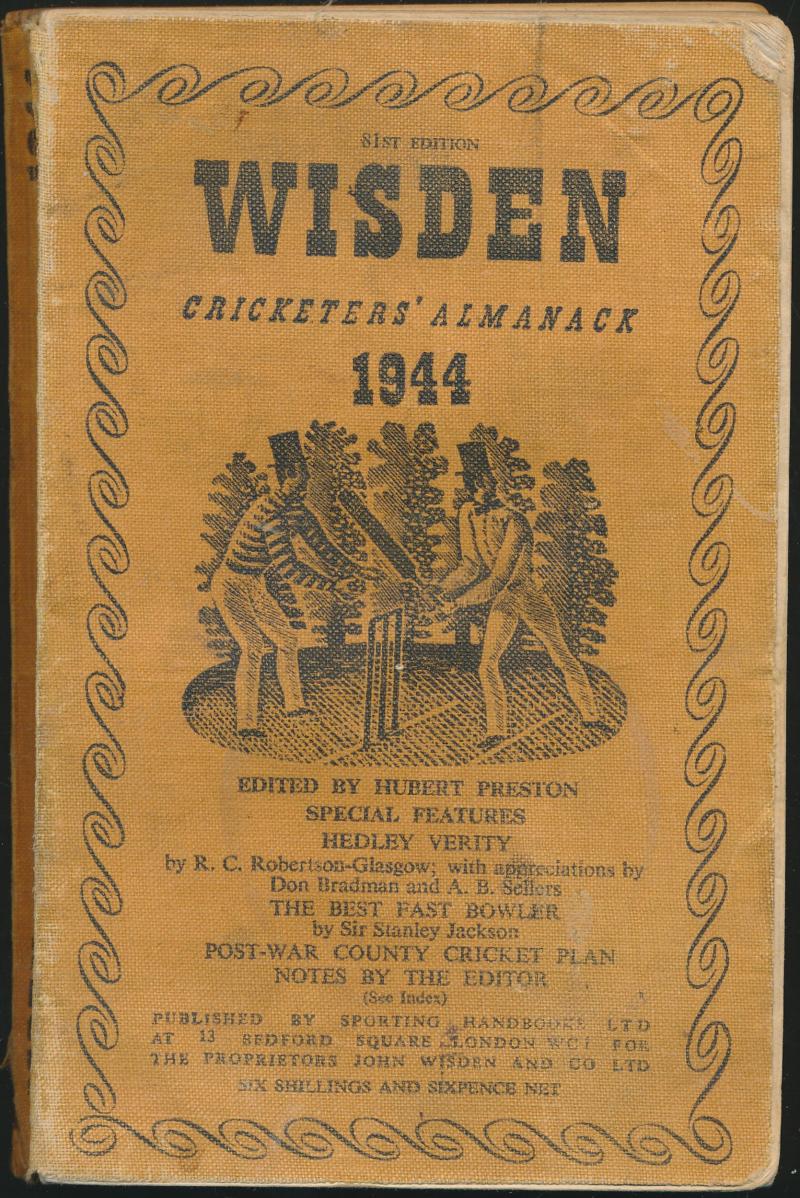 81ST EDITION
WISDEN
CRICKETERS' ALMANACK
1944
EDITED BY HUBERT PRESTON
SPECIAL FEATURES
HEDLEY VERITY
by R. C. Robertson-Glasgow; with appreciations by
Don Bradman and A. B. Sellers
THE BEST FAST BOWLER
by Sir Stanley Jackson
POST-WAR COUNTY CRICKET PLAN
NOTES BY THE EDITOR
(See Index)
PUBLISHED BY SPORTING HANDBOOKS LTD
AT 13 BEDFORD SQUARE LONDON WC1 FOR
THE PROPRIETORS JOHN WISDEN AND CO LTD
SIX SHILLINGS AND SIXPENCE NET